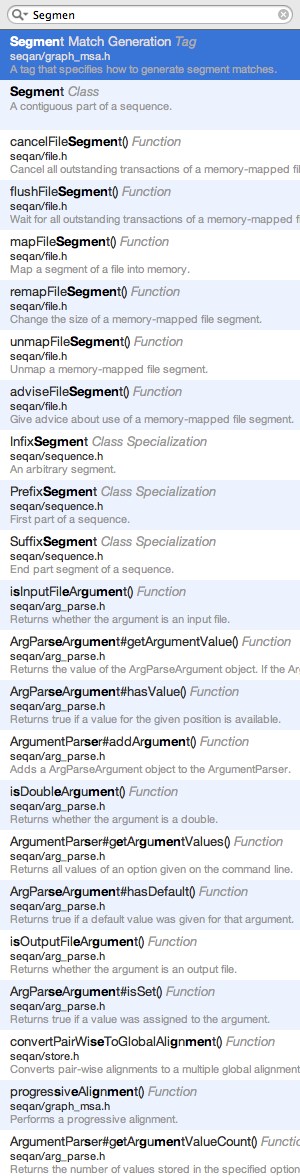 Segmen
Segment Match Generation Tag
seqan/graph_msa.h
A tag that specifies how to generate segment matches.
Segment Class
A contiguous part of a sequence.
cancelFileSegment() Function
seqan/file.h
Cancel all outstanding transactions of a memory-mapped fil
flushFileSegment() Function
seqan/file.h
Wait for all outstanding transactions of a memory-mapped f
mapFileSegment() Function
seqan/file.h
Map a segment of a file into memory.
remapFileSegment() Function
seqan/file.h
Change the size of a memory-mapped file segment.
unmapFileSegment() Function
seqan/file.h
Unmap a memory-mapped file segment.
adviseFileSegment() Function
seqan/file.h
Give advice about use of a memory-mapped file segment.
InfixSegment Class Specialization
seqan/sequence.h
An arbitrary segment.
PrefixSegment Class Specialization
seqan/sequence.h
First part of a sequence.
SuffixSegment Class Specialization
seqan/sequence.h
End part segment of a sequence.
isInputFileArgument() Function
seqan/arg_parse.h
Returns whether the argument is an input file.
ArgParseArgument#getArgumentValue() Function
seqan/arg_parse.h
Returns the value of the ArgParseArgument object. If the Ar
ArgParseArgument#hasValue() Function
seqan/arg_parse.h
Returns true if a value for the given position is available.
ArgumentParser#addArgument() Function
seqan/arg_parse.h
Adds a ArgParseArgument object to the ArgumentParser.
isDoubleArgument() Function
seqan/arg_parse.h
Returns whether the argument is a double.
ArgumentParser#getArgumentValues() Function
seqan/arg_parse.h
Returns all values of an option given on the command line.
ArgParseArgument#hasDefault() Function
seqan/arg_parse.h
Returns true if a default value was given for that argument.
isOutputFileArgument() Function
seqan/arg_parse.h
Returns whether the argument is an output file.
ArgParseArgument#isSet() Function
seqan/arg_parse.h
Returns true if a value was assigned to the argument.
convertPairWiseToGlobalAlignment() Function
seqan/store.h
Converts pair-wise alignments to a multiple global alignment
progressiveAlignment() Function
seqan/graph_msa.h
Performs a progressive alignment.
ArgumentParser#getArgumentValueCount() Functio
seqan/arg_parse.h
Returns the number of values stored in the specified option